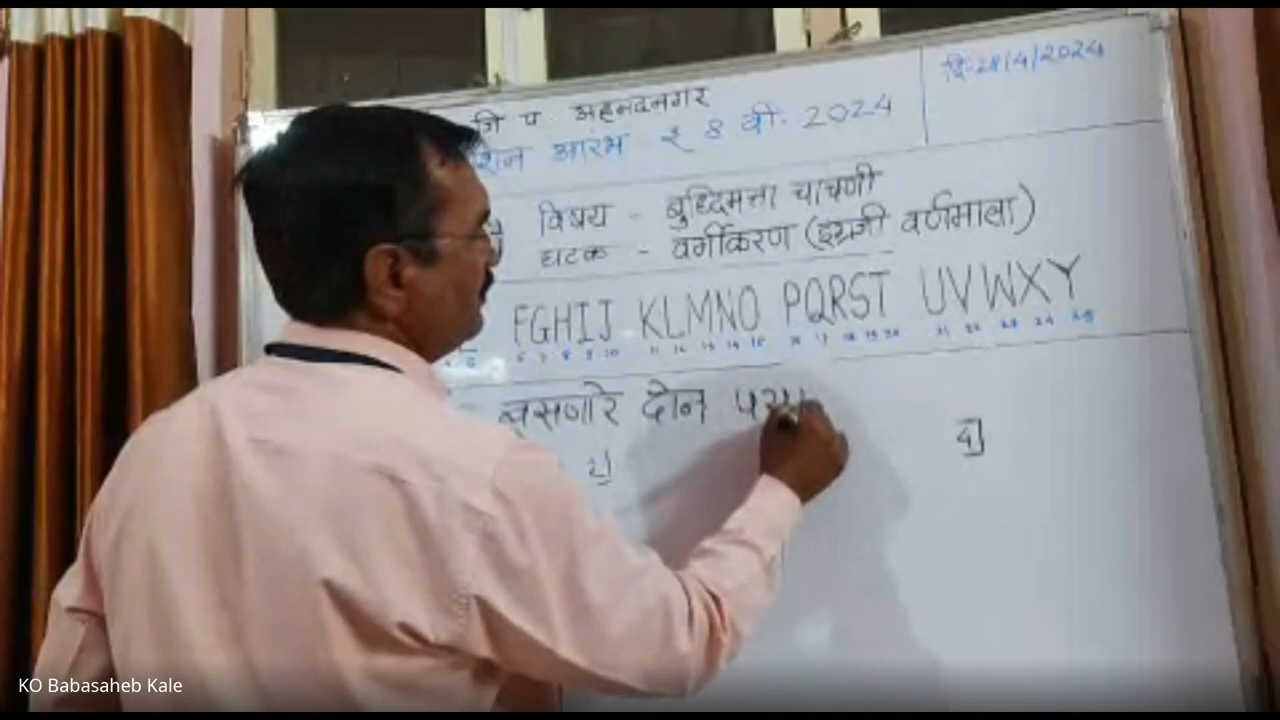 जि प अहमदनगर
दि-28/4/2024
आरंभ इ 8 वी. 2024
विषय - बुध्दिमत्ता चाचणी
घटक - वर्गीकरण (इंग्रजी वर्णमाला)
FGHIJ KLMNO PQRST UVWXY
6 7 8 9 10 11 12 13 14 15 16 17 18 19 20 21 22 23 24 25
बसणारे दोन
2)
KO Babasaheb Kale